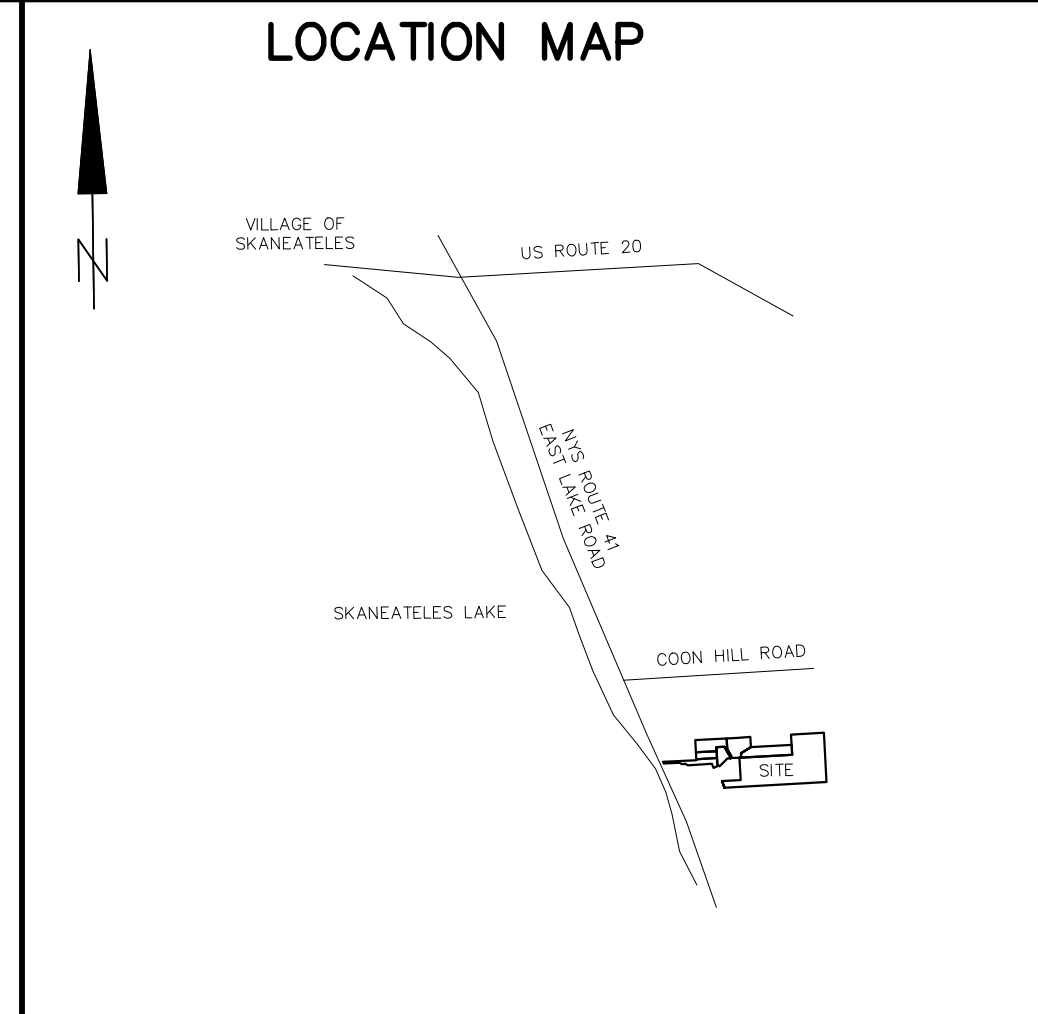 LOCATION MAP
N
VILLAGE OF
SKANEATELES
US ROUTE 20
NYS ROUTE 41
EAST LAKE ROAD
SKANEATELES LAKE
COON HILL ROAD
SITE